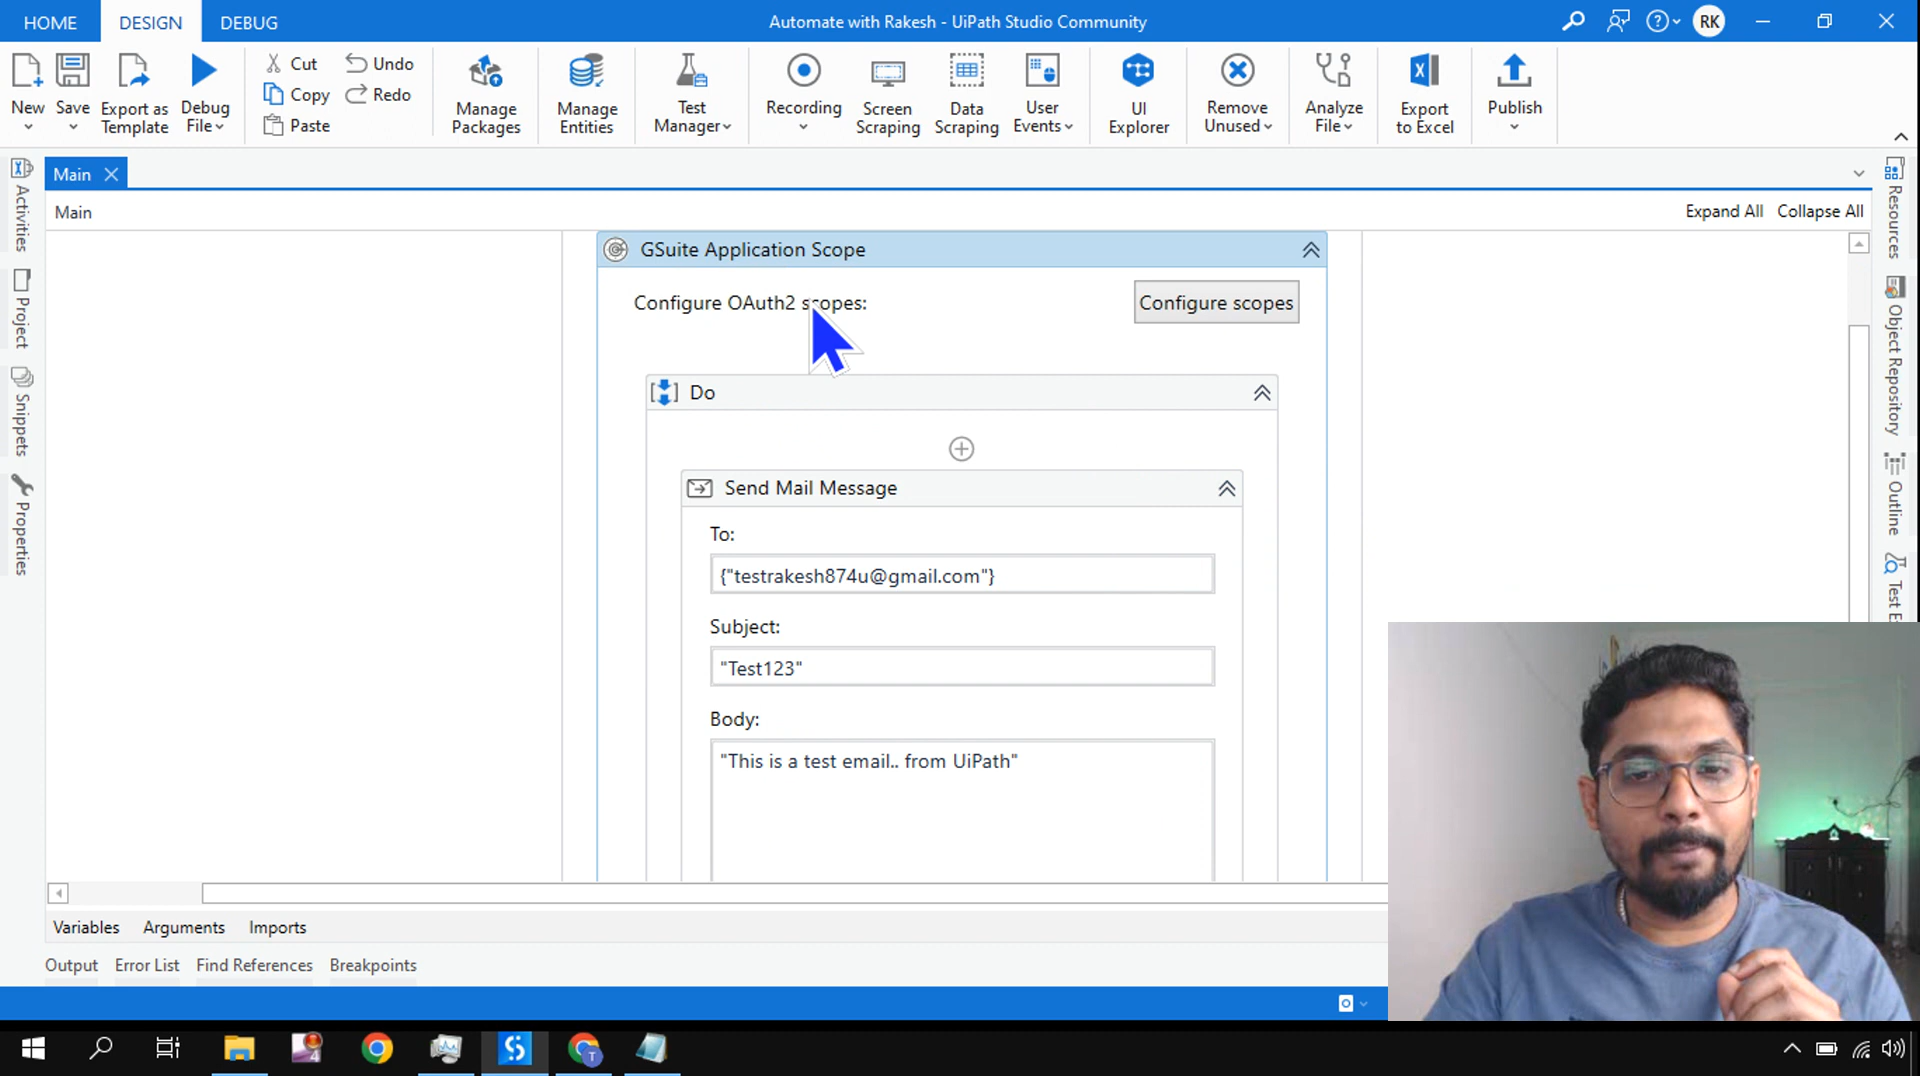 HOME DESIGN DEBUG Automate with Rakesh - UiPath Studio Community RK
New Save Export as Template Debug File
Cut Copy Paste Undo Redo
Manage Packages
Manage Entities
Test Manager
Recording
Screen Scraping
Data Scraping
User Events
UI Explorer
Remove Unused
Analyze File
Export to Excel
Publish
Main
Main Expand All Collapse All
Activities
Project
Snippets
Properties
Resources
Object Repository
Outline
Test E
GSuite Application Scope
Configure OAuth2 scopes: Configure scopes
Do
Send Mail Message
To:
{"testrakesh874u@gmail.com"}
Subject:
"Test123"
Body:
"This is a test email.. from UiPath"
Variables Arguments Imports
Output Error List Find References Breakpoints
4
T